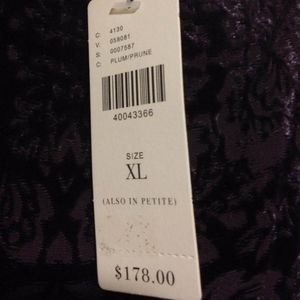 C: 4130
V: 058081
S: 0007587
C: PLUM/PRUNE
40043366
SIZE
XL
(ALSO IN PETITE)
$178.00